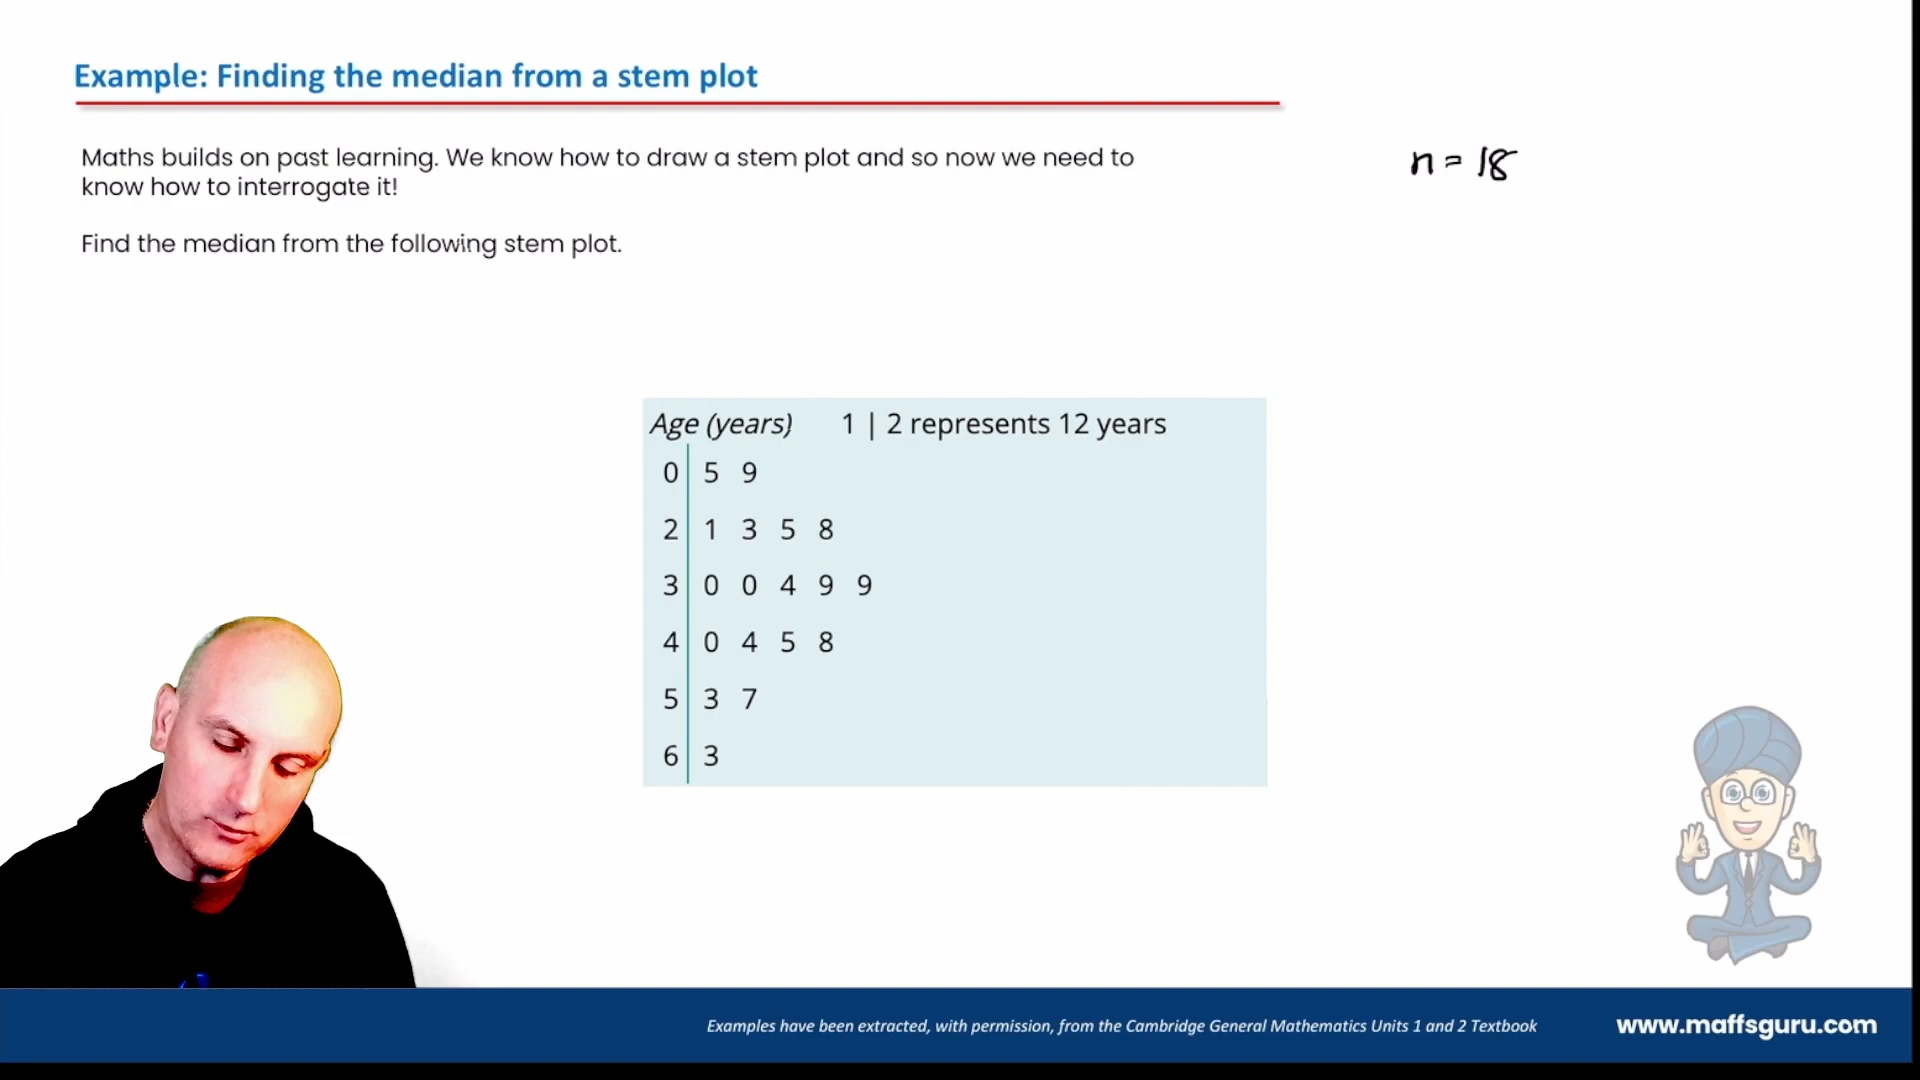 Example: Finding the median from a stem plot
Maths builds on past learning. We know how to draw a stem plot and so now we need to
know how to interrogate it!
n = 18
Find the median from the following stem plot.
Age (years) 1 | 2 represents 12 years
0 5 9
2 1 3 5 8
3 0 0 4 9 9
4 0 4 5 8
5 3 7
6 3
Examples have been extracted, with permission, from the Cambridge General Mathematics Units 1 and 2 Textbook
www.maffsguru.com